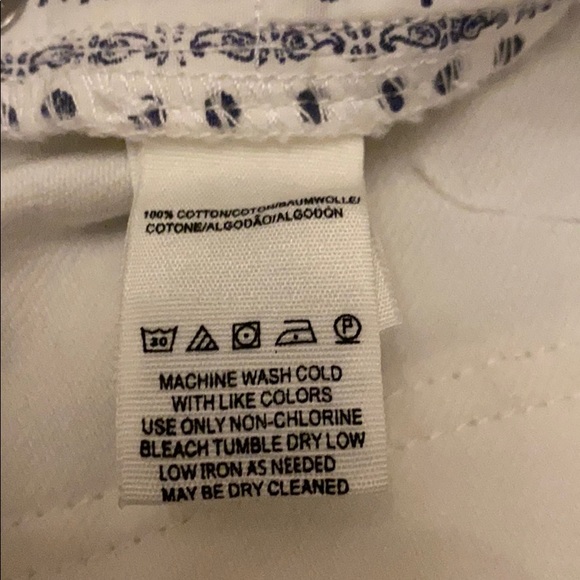 100% COTTON/COTON/BAUMWOLLE/
COTONE/ALGODÃO/ALGODÓN
30 P
MACHINE WASH COLD
WITH LIKE COLORS
USE ONLY NON-CHLORINE
BLEACH TUMBLE DRY LOW
LOW IRON AS NEEDED
MAY BE DRY CLEANED